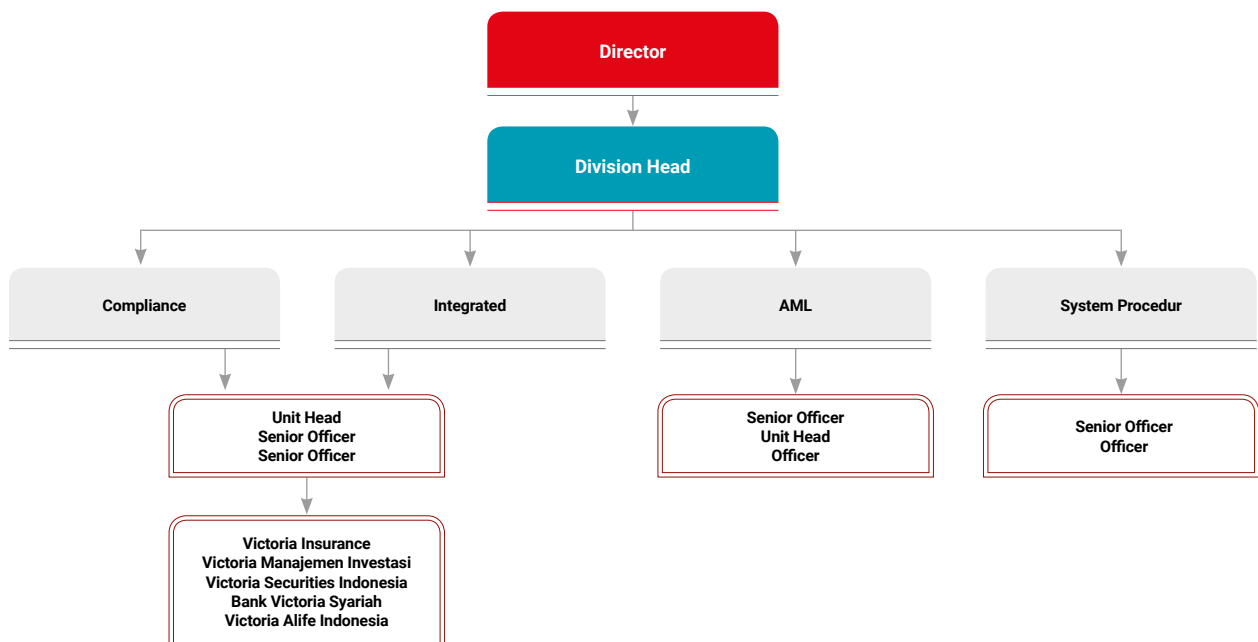 Director
Division Head
Compliance
Integrated
AML
System Procedur
Unit Head
Senior Officer
Senior Officer
Senior Officer
Unit Head
Officer
Senior Officer
Officer
Victoria Insurance
Victoria Manajemen Investasi
Victoria Securities Indonesia
Bank Victoria Syariah
Victoria Alife Indonesia